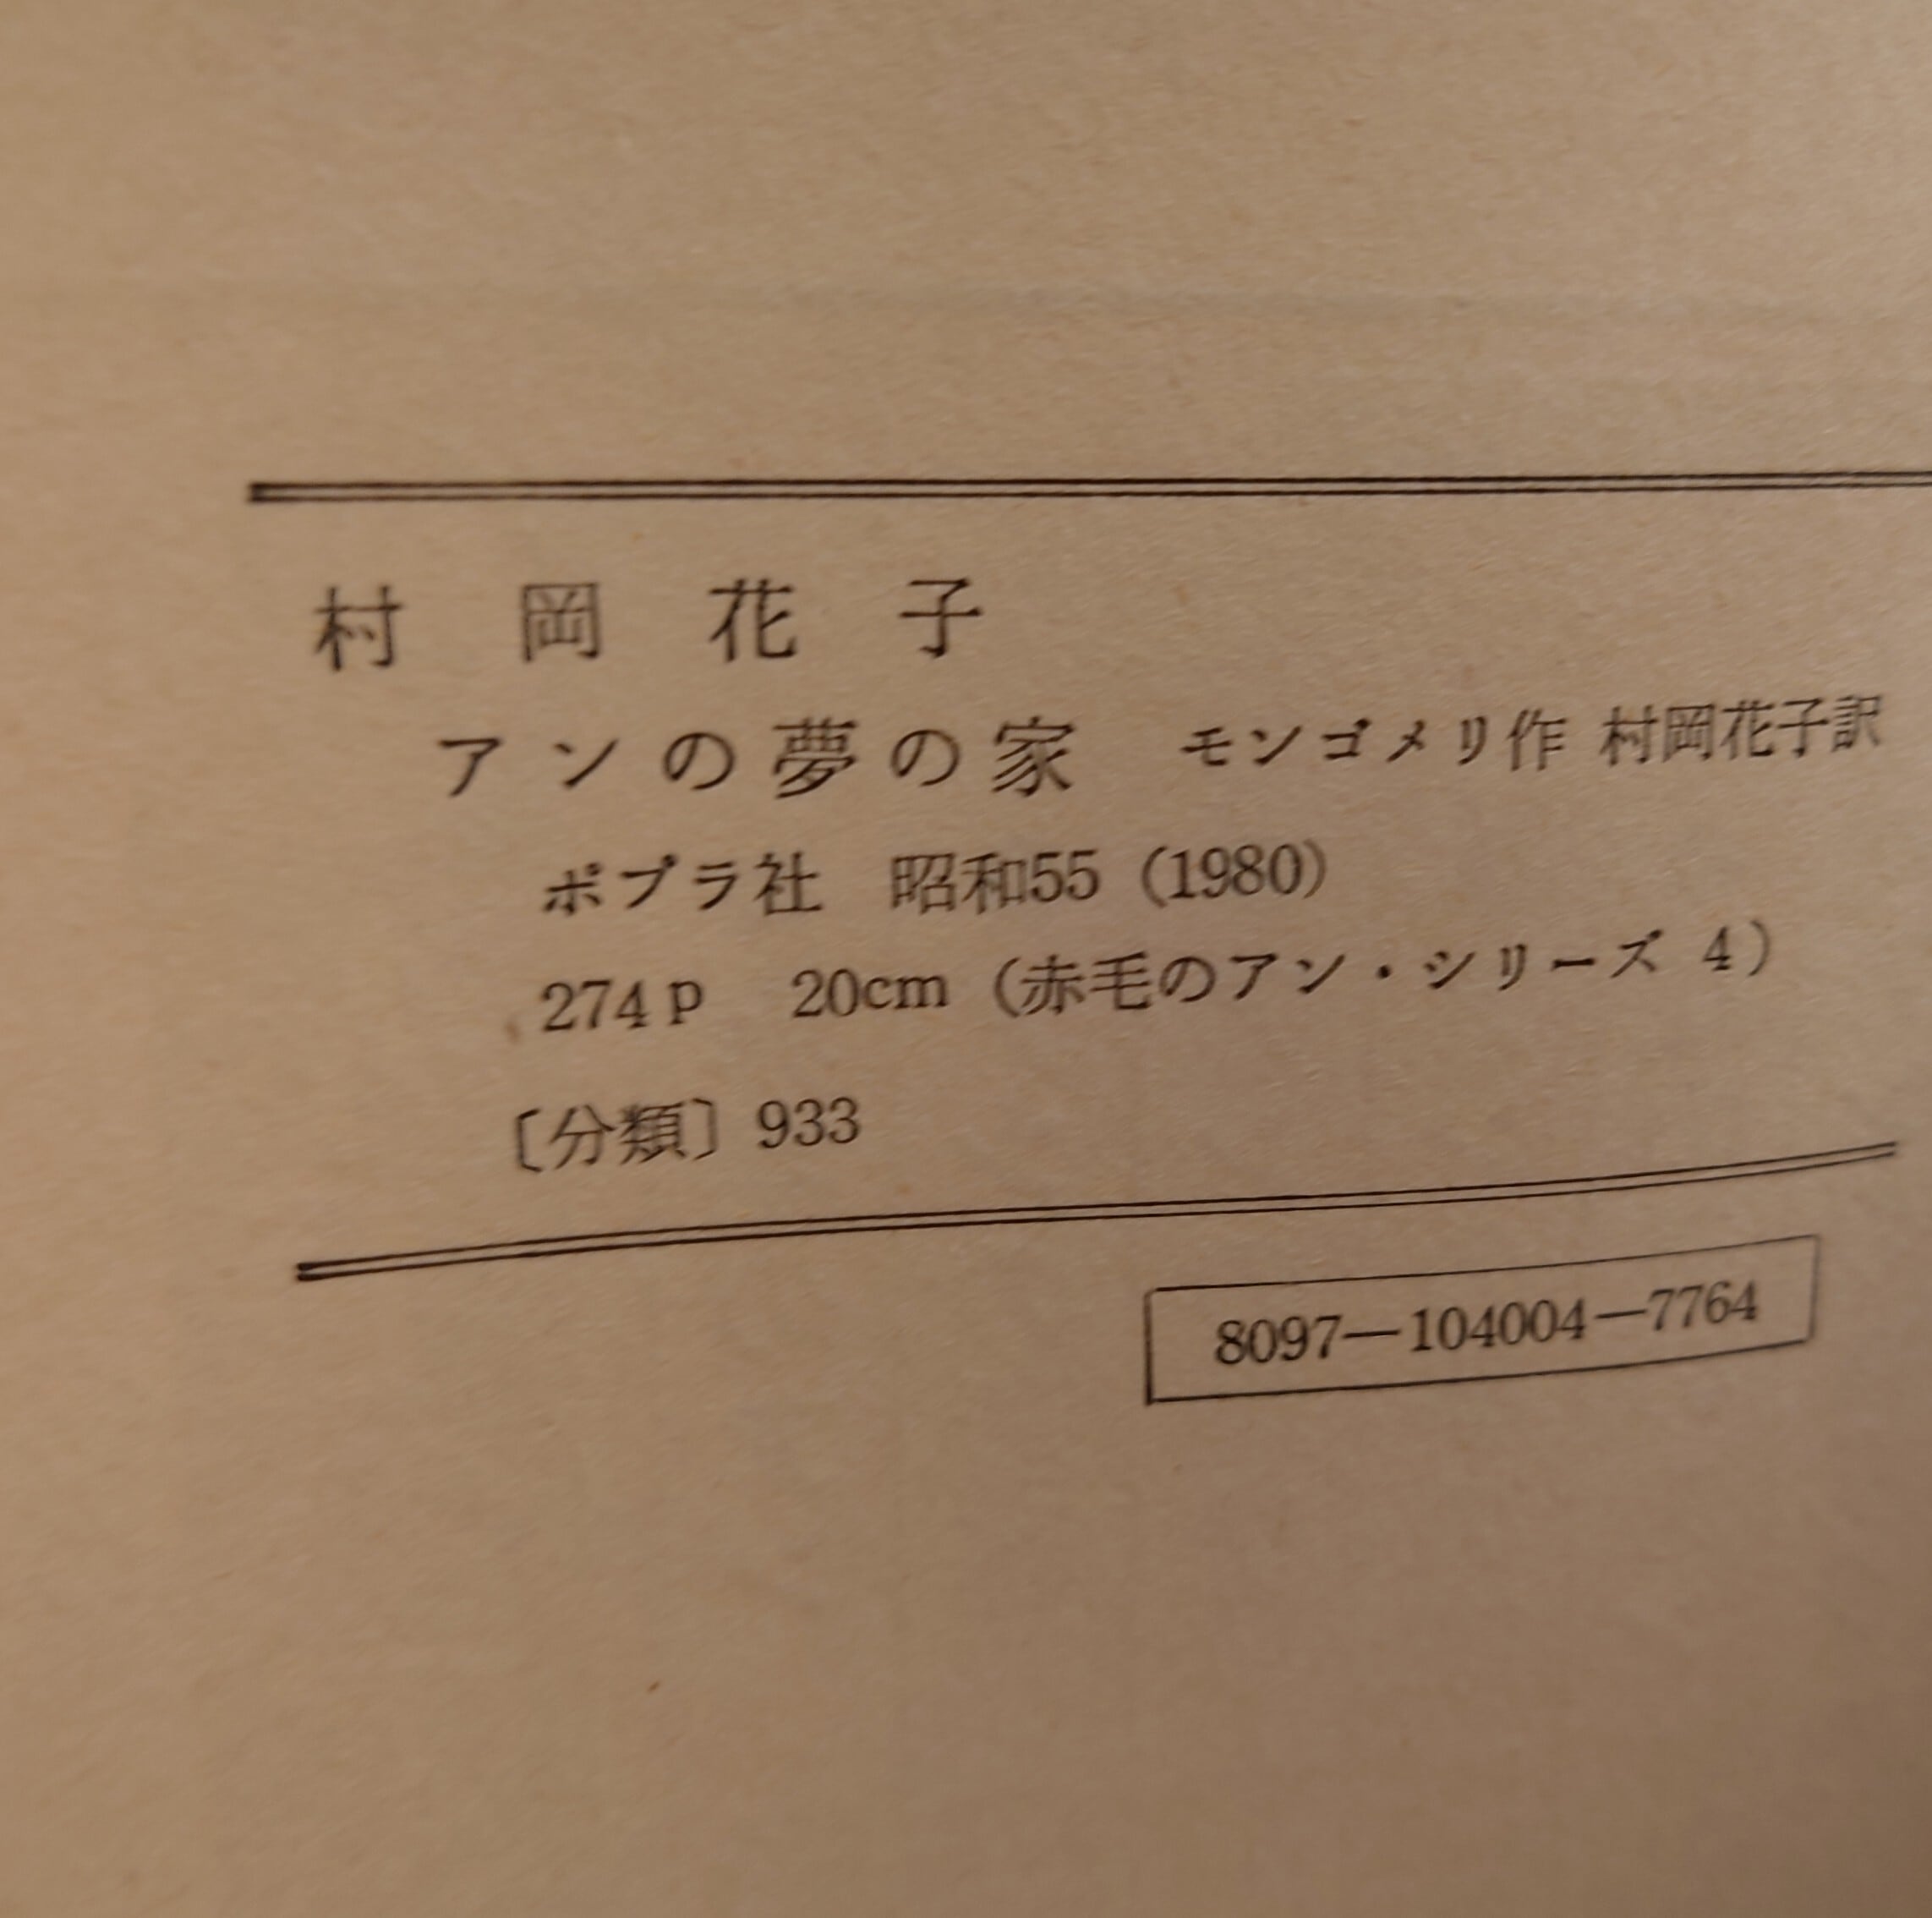 村岡花子
アンの夢の家 モンゴメリ作 村岡花子訳
ポプラ社 昭和55（1980）
274p 20cm（赤毛のアン・シリーズ 4）
〔分類〕933
8097—104004—7764